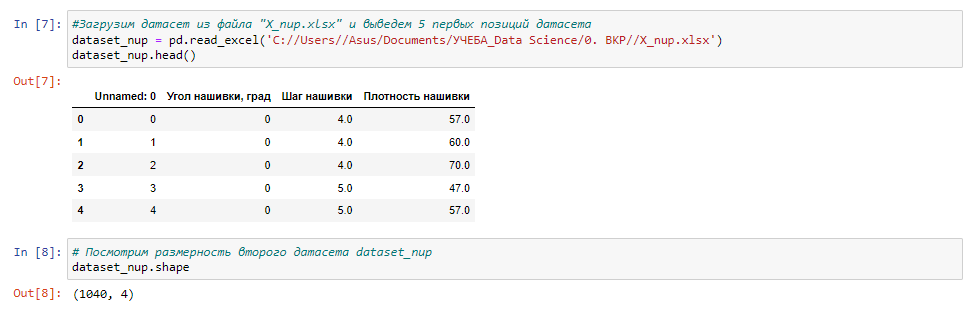 In [7]: #Загрузим датасет из файла "X_nup.xlsx" и выведем 5 первых позиций датасета
dataset_nup = pd.read_excel('C://Users//Asus/Documents/УЧЕБА_Data Science/0. ВКР//X_nup.xlsx')
dataset_nup.head()
Out[7]:
Unnamed: 0 Угол нашивки, град Шаг нашивки Плотность нашивки
0 0 0 4.0 57.0
1 1 0 4.0 60.0
2 2 0 4.0 70.0
3 3 0 5.0 47.0
4 4 0 5.0 57.0
In [8]: # Посмотрим размерность второго датасета dataset_nup
dataset_nup.shape
Out[8]: (1040, 4)